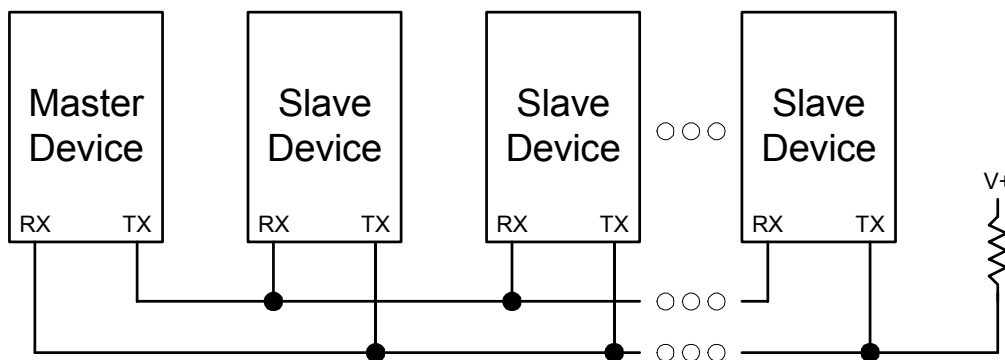 Master
Device
Slave
Device
Slave
Device
Slave
Device
V+
RX TX
RX TX
RX TX
RX TX